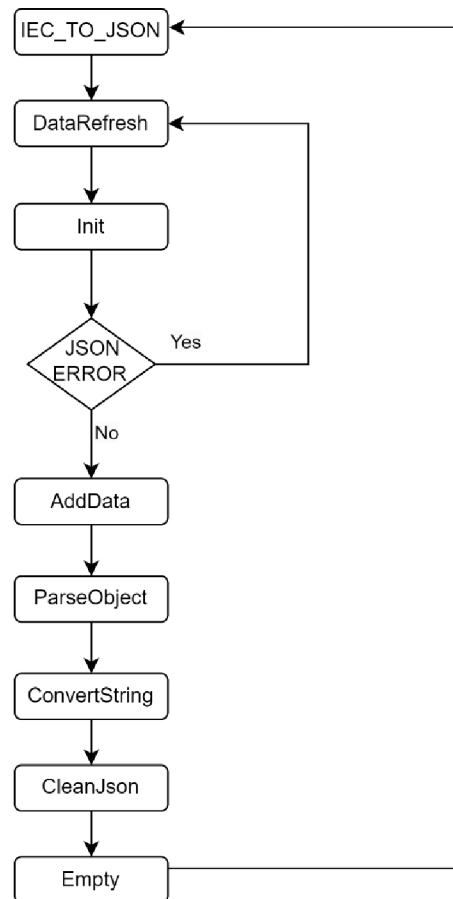 IEC_TO_JSON
DataRefresh
Init
JSON
ERROR
Yes
No
AddData
ParseObject
ConvertString
CleanJson
Empty